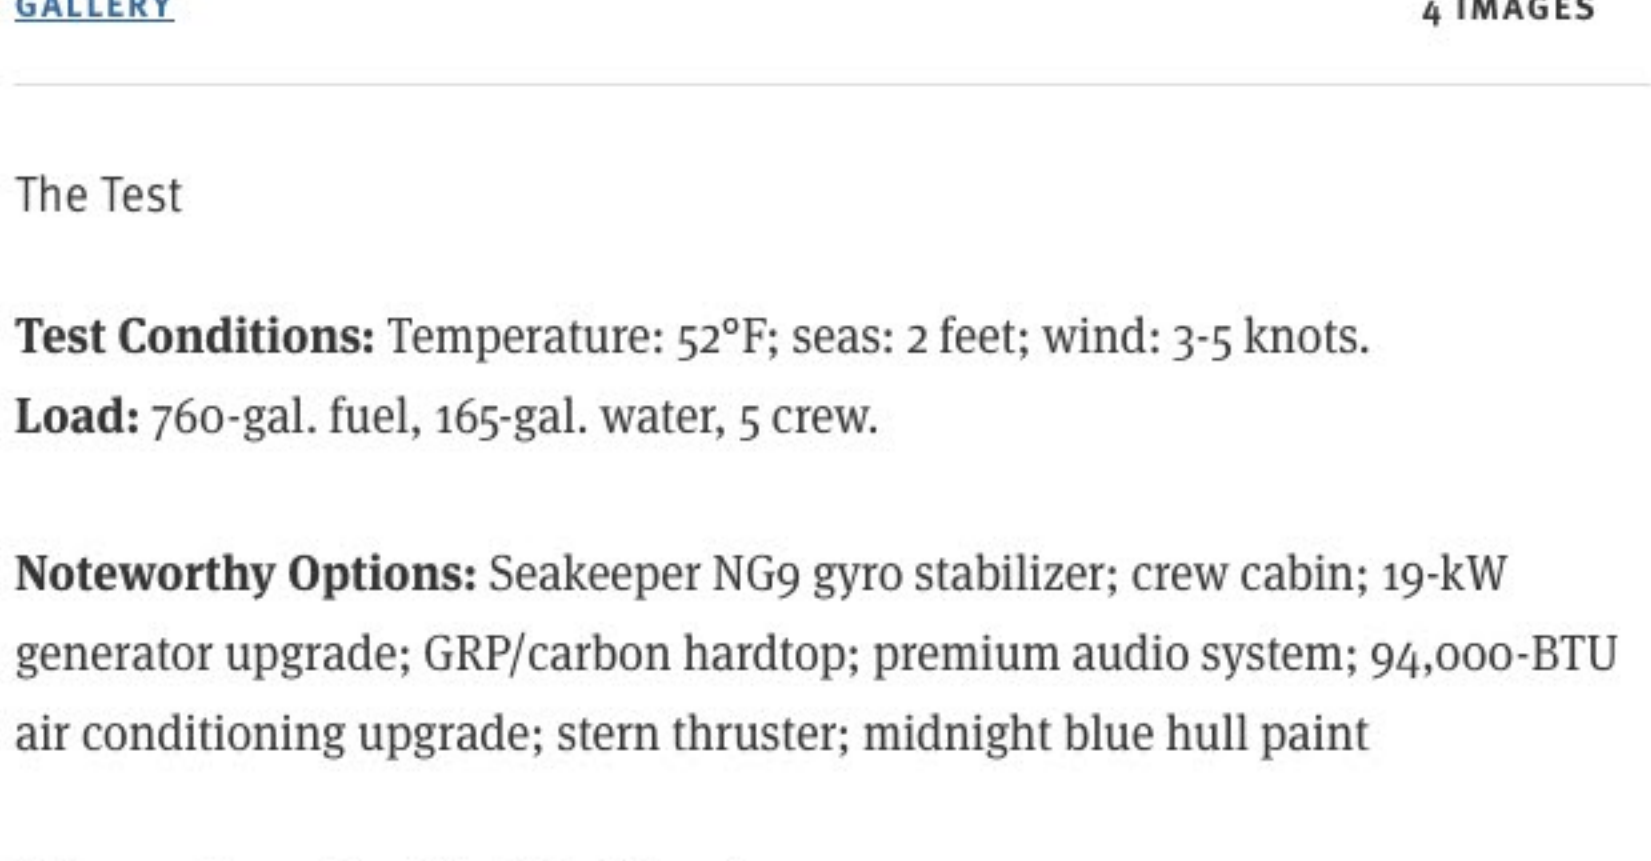 GALLERY 4 IMAGES
The Test
Test Conditions: Temperature: 52°F; seas: 2 feet; wind: 3-5 knots.
Load: 760-gal. fuel, 165-gal. water, 5 crew.
Noteworthy Options: Seakeeper NG9 gyro stabilizer; crew cabin; 19-kW
generator upgrade; GRP/carbon hardtop; premium audio system; 94,000-BTU
air conditioning upgrade; stern thruster; midnight blue hull paint